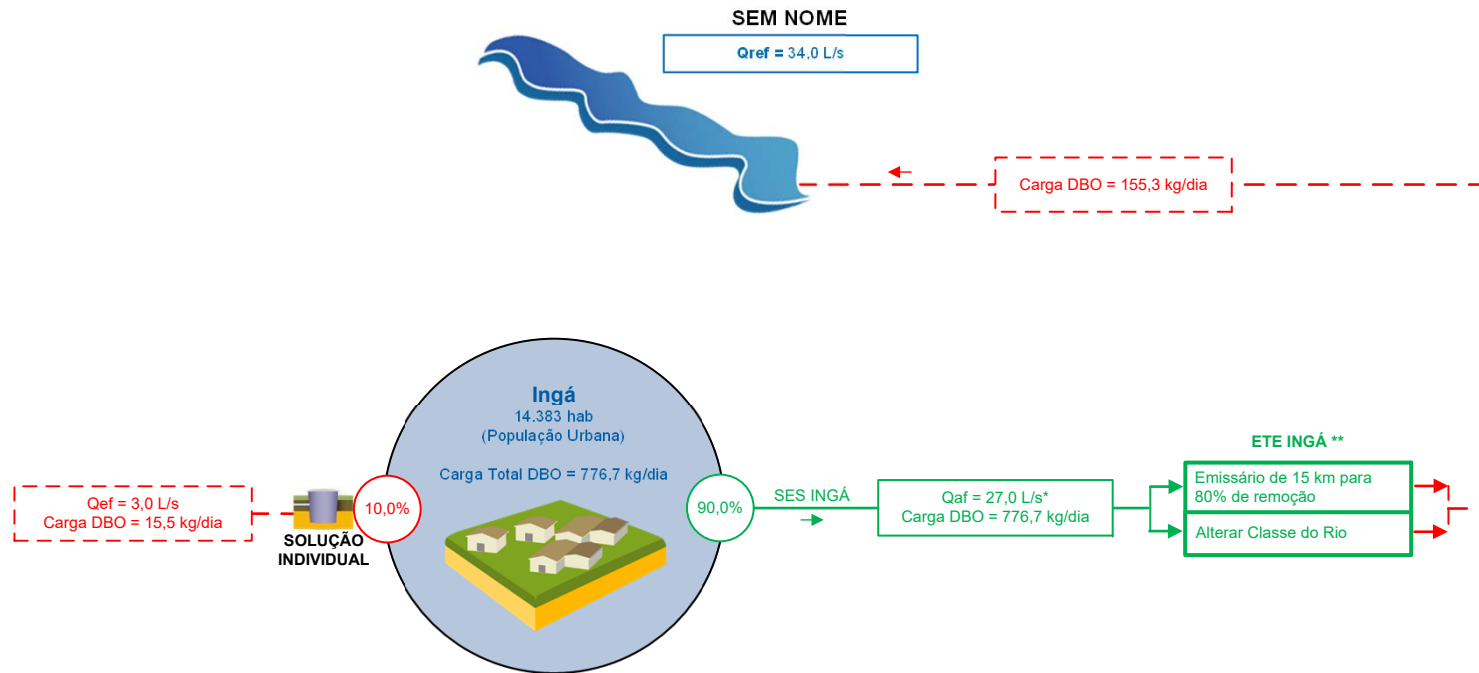 SEM NOME
Qref = 34,0 L/s
Carga DBO = 155,3 kg/dia
Ingá
14.383 hab
(População Urbana)
Carga Total DBO = 776,7 kg/dia
Qef = 3,0 L/s
Carga DBO = 15,5 kg/dia
SOLUÇÃO
INDIVIDUAL
10,0%
90,0%
SES INGÁ
Qaf = 27,0 L/s*
Carga DBO = 776,7 kg/dia
ETE INGÁ **
Emissário de 15 km para
80% de remoção
Alterar Classe do Rio